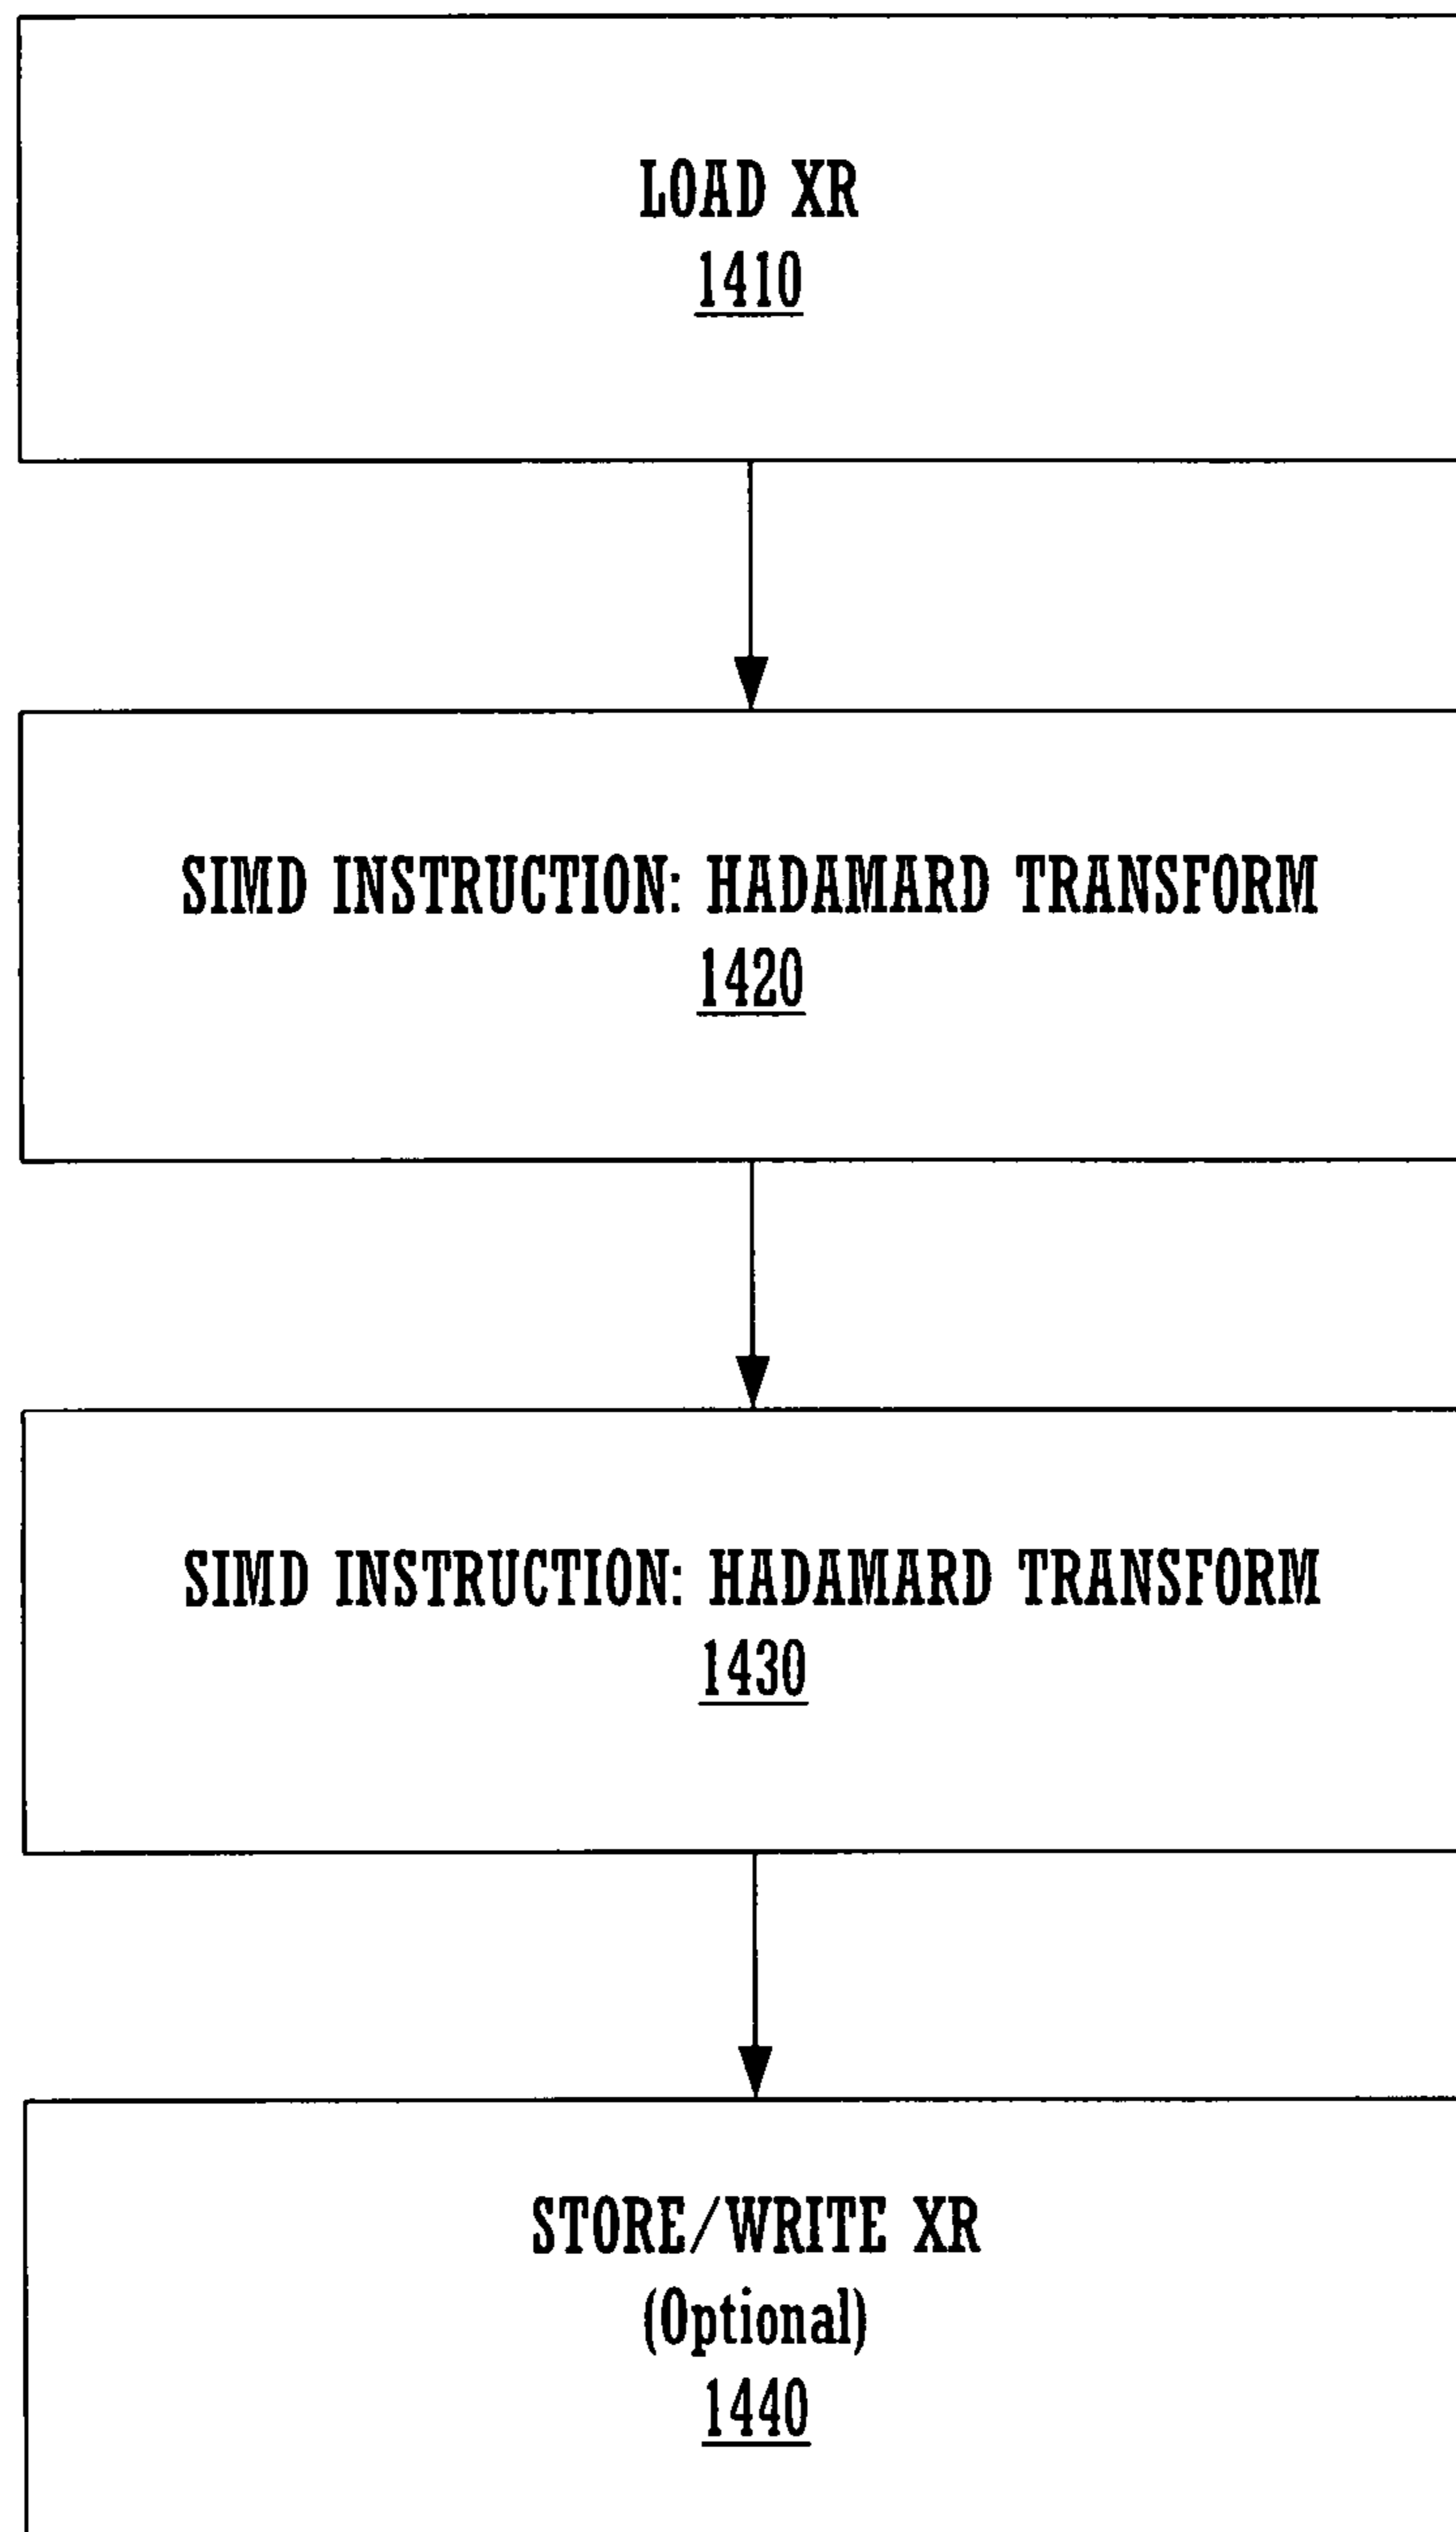 LOAD XR
1410
SIMD INSTRUCTION: HADAMARD TRANSFORM
1420
SIMD INSTRUCTION: HADAMARD TRANSFORM
1430
STORE/WRITE XR
(Optional)
1440